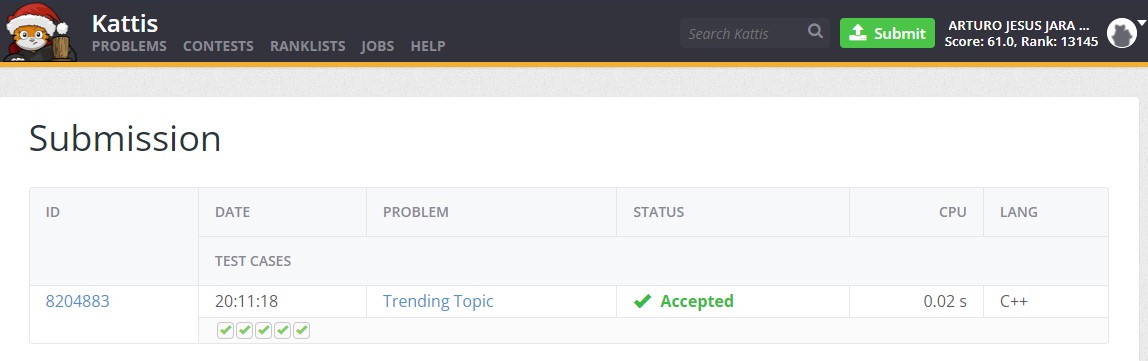 Kattis
PROBLEMS CONTESTS RANKLISTS JOBS HELP
Search Kattis
Submit
ARTURO JESUS JARA ...
Score: 61.0, Rank: 13145
Submission
ID DATE PROBLEM STATUS CPU LANG
TEST CASES
8204883 20:11:18 Trending Topic Accepted 0.02 s C++